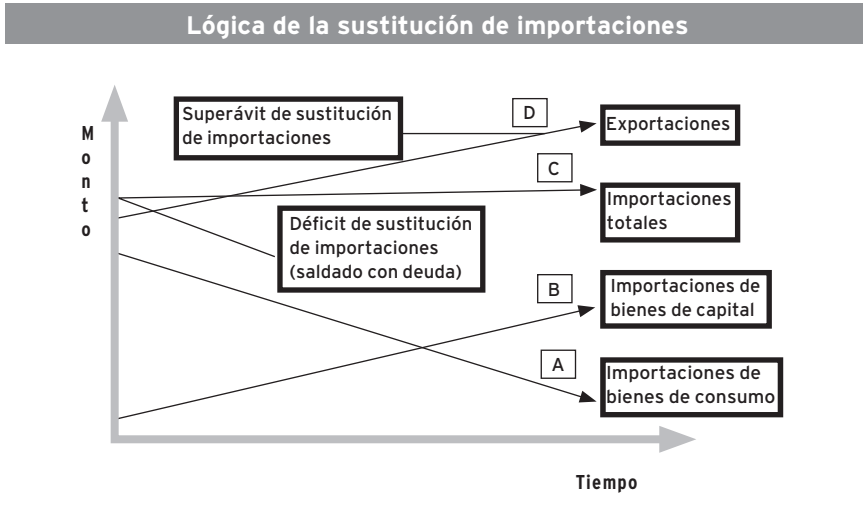 Lógica de la sustitución de importaciones
Monto
Superávit de sustitución
de importaciones
D
Exportaciones
C
Importaciones
totales
Déficit de sustitución
de importaciones
(saldado con deuda)
B
Importaciones de
bienes de capital
A
Importaciones de
bienes de consumo
Tiempo